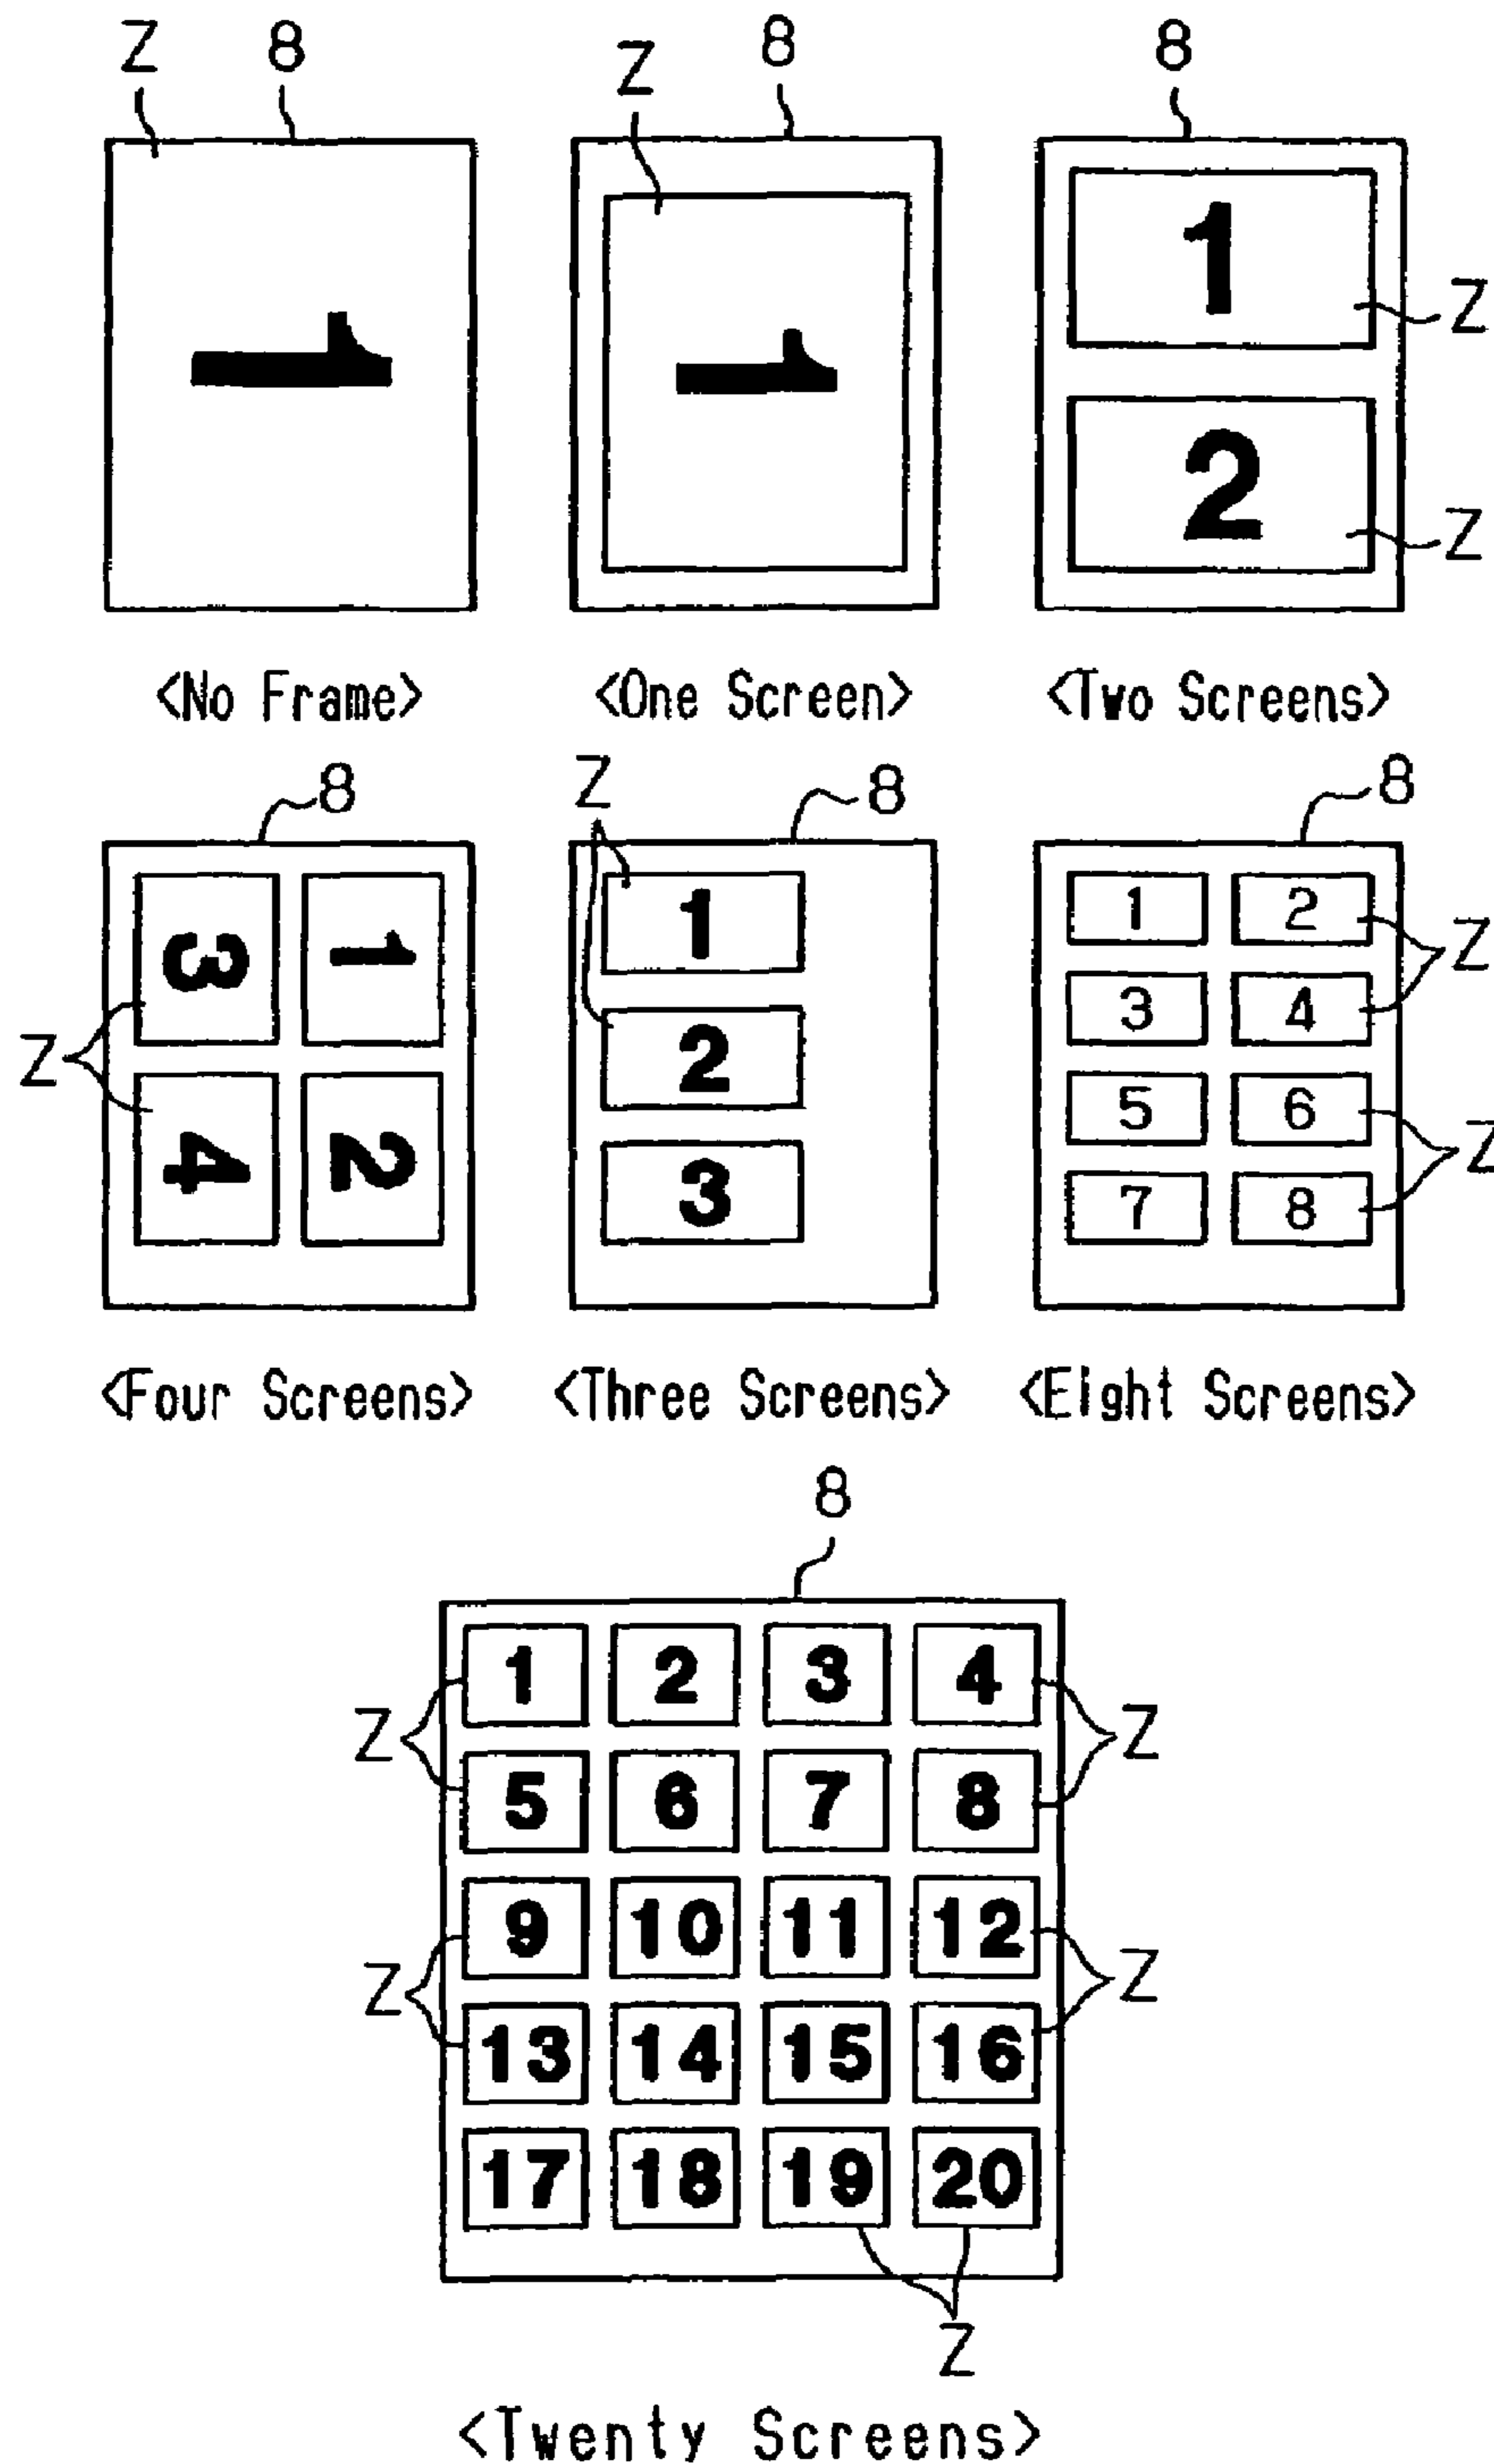 Z 8 Z 8 8
1 1 1
Z
2
Z
<No Frame> <One Screen> <Two Screens>
8 Z 8 8
3 1 1 1 2
Z
3 4
Z 2
4 2 5 6
Z
3 7 8
<Four Screens> <Three Screens> <Eight Screens>
8
1 2 3 4
Z Z
5 6 7 8
9 10 11 12
Z Z
13 14 15 16
17 18 19 20
Z
<Twenty Screens>